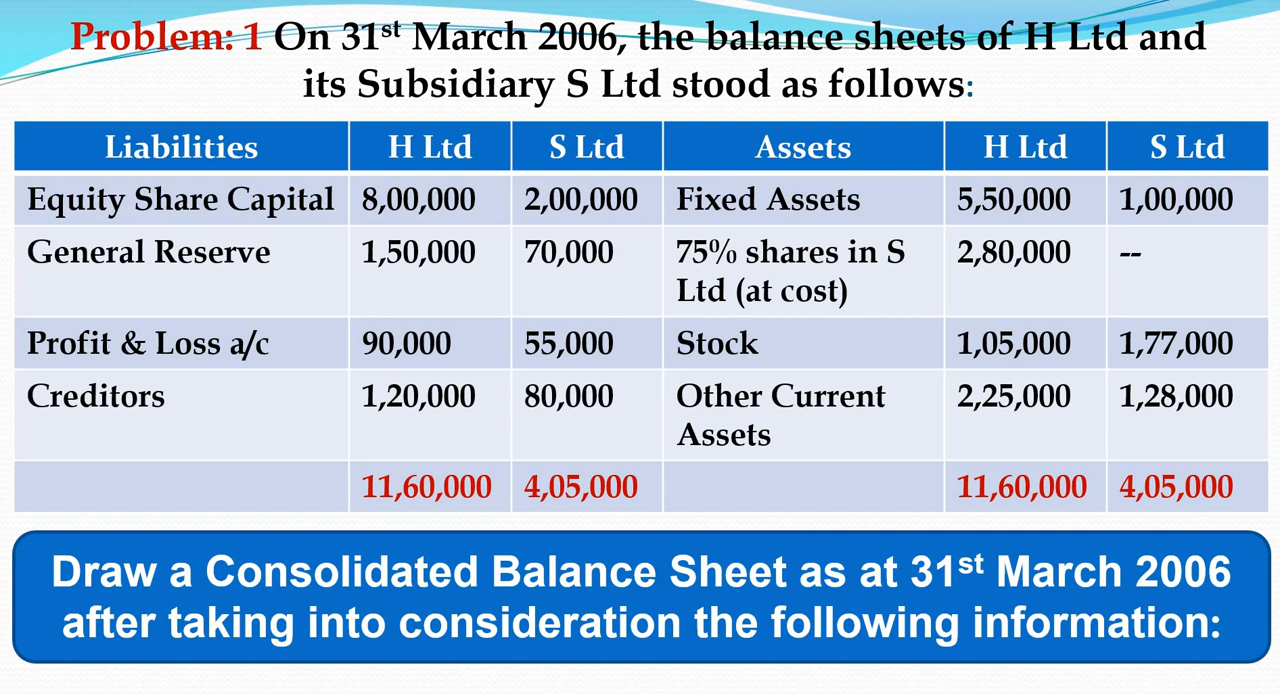 Problem: 1 On 31st March 2006, the balance sheets of H Ltd and
its Subsidiary S Ltd stood as follows:
Liabilities H Ltd S Ltd Assets H Ltd S Ltd
Equity Share Capital 8,00,000 2,00,000 Fixed Assets 5,50,000 1,00,000
General Reserve 1,50,000 70,000 75% shares in S 2,80,000 --
Ltd (at cost)
Profit & Loss a/c 90,000 55,000 Stock 1,05,000 1,77,000
Creditors 1,20,000 80,000 Other Current 2,25,000 1,28,000
Assets
11,60,000 4,05,000 11,60,000 4,05,000
Draw a Consolidated Balance Sheet as at 31st March 2006
after taking into consideration the following information: